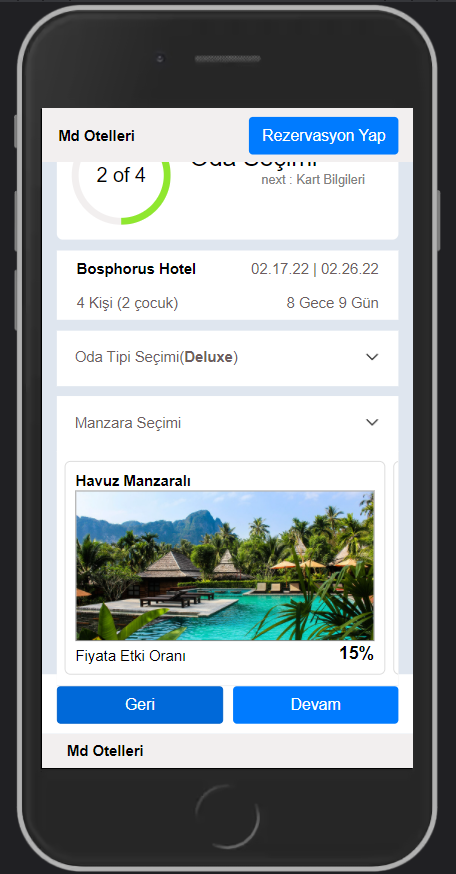 Md Otelleri
Rezervasyon Yap
2 of 4
Oda Seçimi
next : Kart Bilgileri
Bosphorus Hotel
02.17.22 | 02.26.22
4 Kişi (2 çocuk)
8 Gece 9 Gün
Oda Tipi Seçimi(Deluxe)
Manzara Seçimi
Havuz Manzaralı
Fiyata Etki Oranı
15%
Geri
Devam
Md Otelleri